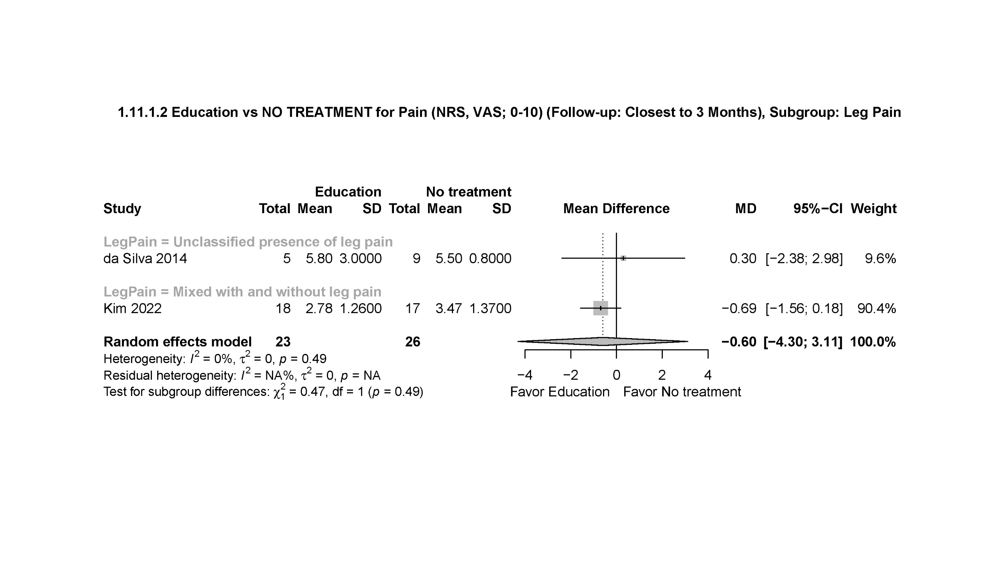 1.11.1.2 Education vs NO TREATMENT for Pain (NRS, VAS; 0-10) (Follow-up: Closest to 3 Months), Subgroup: Leg Pain
Education No treatment
Study Total Mean SD Total Mean SD Mean Difference MD 95%−CI Weight
LegPain = Unclassified presence of leg pain
da Silva 2014 5 5.80 3.0000 9 5.50 0.8000 0.30 [−2.38; 2.98] 9.6%
LegPain = Mixed with and without leg pain
Kim 2022 18 2.78 1.2600 17 3.47 1.3700 −0.69 [−1.56; 0.18] 90.4%
Random effects model 23 26 −0.60 [−4.30; 3.11] 100.0%
Heterogeneity: I² = 0%, τ² = 0, p = 0.49
Residual heterogeneity: I² = NA%, τ² = 0, p = NA
−4 −2 0 2 4
Test for subgroup differences: χ²₁ = 0.47, df = 1 (p = 0.49)
Favor Education Favor No treatment